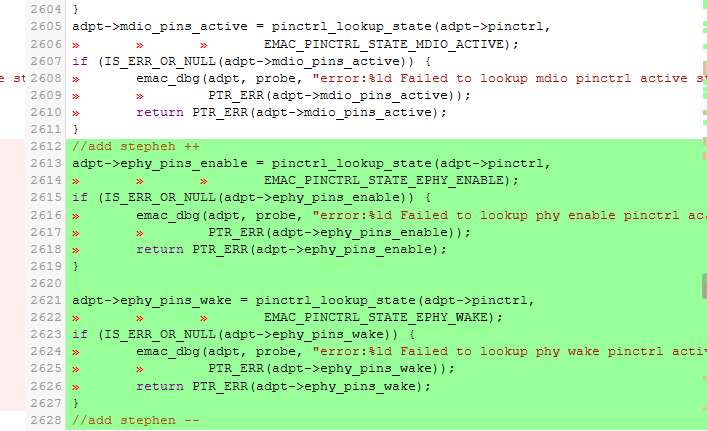 2604 }
2605 adpt->mdio_pins_active = pinctrl_lookup_state(adpt->pinctrl,
2606 » » » EMAC_PINCTRL_STATE_MDIO_ACTIVE);
2607 if (IS_ERR_OR_NULL(adpt->mdio_pins_active)) {
2608 » emac_dbg(adpt, probe, "error:%ld Failed to lookup mdio pinctrl active
2609 » » PTR_ERR(adpt->mdio_pins_active));
2610 » return PTR_ERR(adpt->mdio_pins_active);
2611 }
2612 //add stepheh ++
2613 adpt->ephy_pins_enable = pinctrl_lookup_state(adpt->pinctrl,
2614 » » » EMAC_PINCTRL_STATE_EPHY_ENABLE);
2615 if (IS_ERR_OR_NULL(adpt->ephy_pins_enable)) {
2616 » emac_dbg(adpt, probe, "error:%ld Failed to lookup phy enable pinctrl
2617 » » PTR_ERR(adpt->ephy_pins_enable));
2618 » return PTR_ERR(adpt->ephy_pins_enable);
2619 }
2620
2621 adpt->ephy_pins_wake = pinctrl_lookup_state(adpt->pinctrl,
2622 » » » EMAC_PINCTRL_STATE_EPHY_WAKE);
2623 if (IS_ERR_OR_NULL(adpt->ephy_pins_wake)) {
2624 » emac_dbg(adpt, probe, "error:%ld Failed to lookup phy wake pinctrl
2625 » » PTR_ERR(adpt->ephy_pins_wake));
2626 » return PTR_ERR(adpt->ephy_pins_wake);
2627 }
2628 //add stephen --